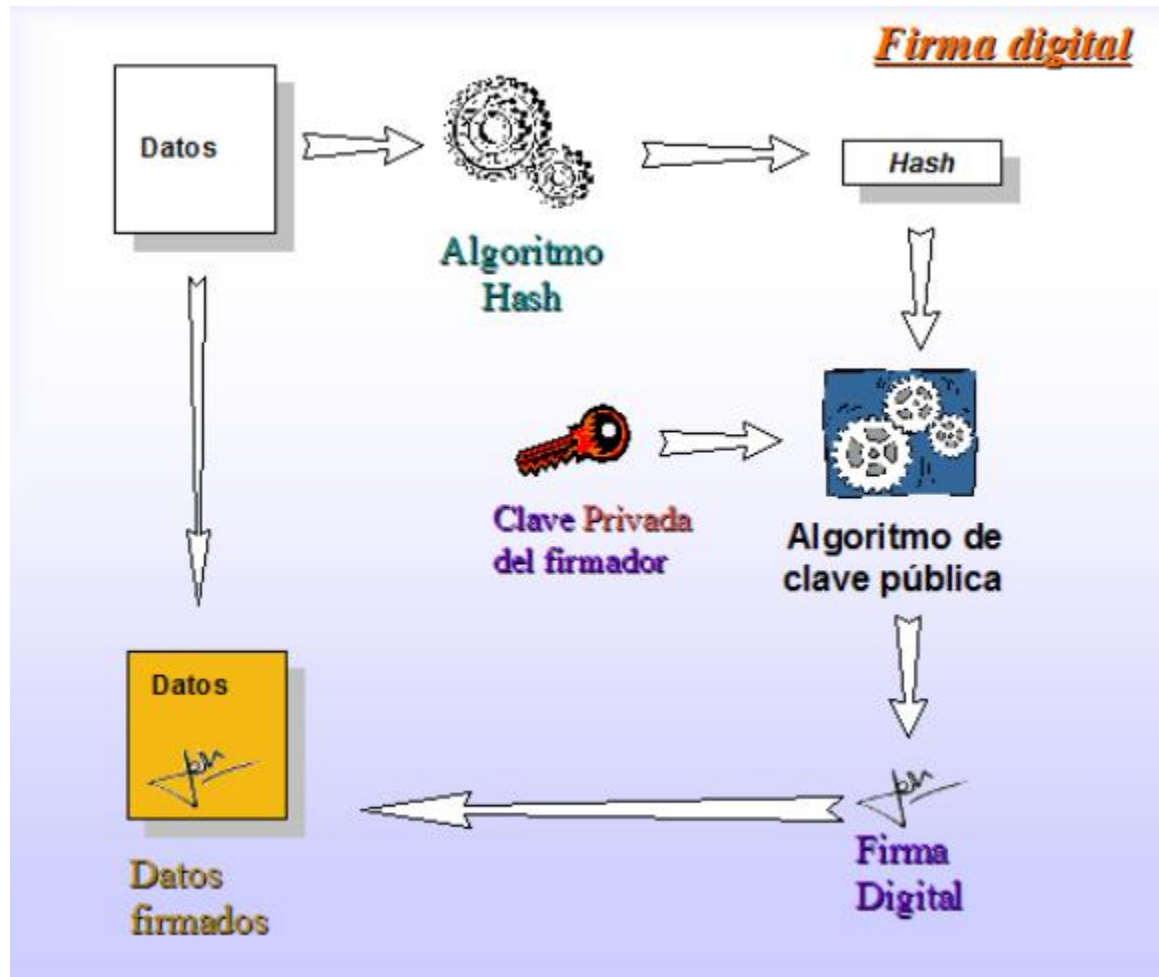 Firma digital
Datos
Hash
Algoritmo
Hash
Clave Privada
del firmador
Algoritmo de
clave pública
Datos
Datos
firmados
Firma
Digital